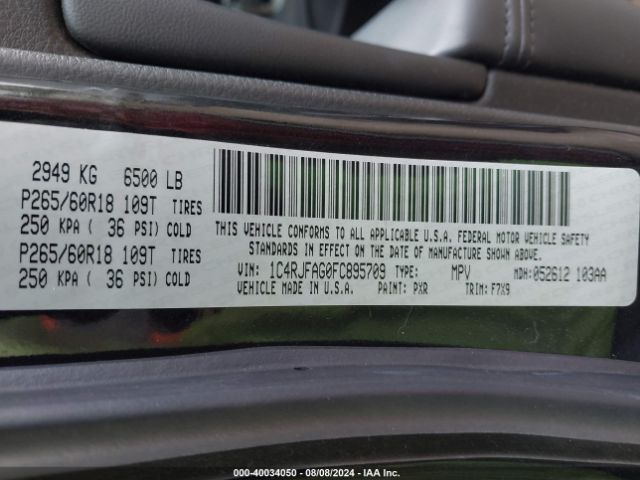 2949 KG 6500 LB
P265/60R18 109T TIRES
250 KPA ( 36 PSI) COLD
P265/60R18 109T TIRES
250 KPA ( 36 PSI) COLD
THIS VEHICLE CONFORMS TO ALL APPLICABLE U.S.A. FEDERAL MOTOR VEHICLE SAFETY
STANDARDS IN EFFECT ON THE DATE OF MANUFACTURE SHOWN ABOVE.
VIN: 1C4RJFAG0FC895709 TYPE: MPV MDH:052612 103AA
VEHICLE MADE IN U.S.A. PAINT: PXR TRIM: F7X9
000-40034050 - 08/08/2024 - IAA Inc.